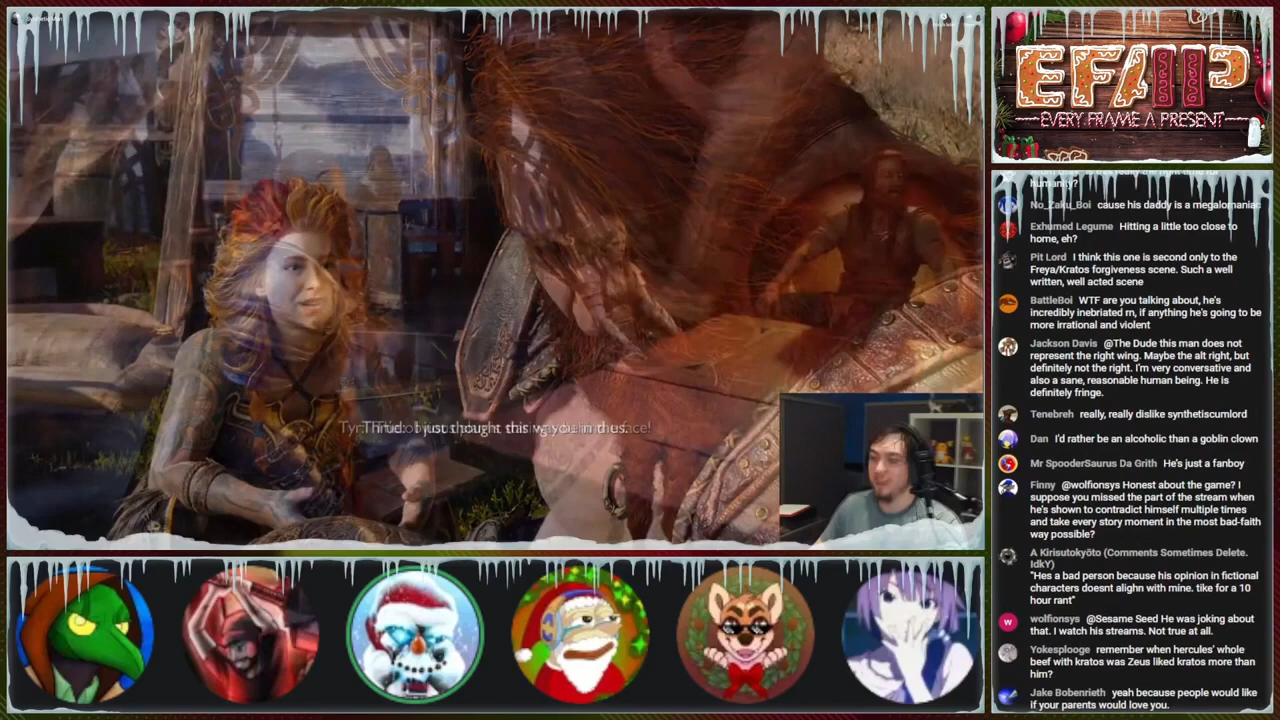 EFAP
EVERY FRAME A PRESENT
humanity?
No_Zaku_Boi cause his daddy is a megalomaniac
Exhumed Legume Hitting a little too close to
home, eh?
Pit Lord I think this one is second only to the
Freya/Kratos forgiveness scene. Such a well
written, well acted scene
BattleBoi WTF are you talking about, he's
incredibly inebriated rn, if anything he's going to be
more irrational and violent
Jackson Davis @The Dude this man does not
represent the right wing. Maybe the alt right, but
definitely not the right. I'm very conservative and
also a sane, reasonable human being. He is
definitely fringe.
Tenebreh really, really dislike synthetiscumlord
Dan I'd rather be an alcoholic than a goblin clown
Mr SpooderSaurus Da Grith He's just a fanboy
Finny @wolfionsys Honest about the game? I
suppose you missed the part of the stream when
he's shown to contradict himself multiple times
and take every story moment in the most bad-faith
way possible?
A Kirisutokyōto (Comments Sometimes Delete.
IdkY)
"Hes a bad person because his opinion in fictional
characters doesnt alighn with mine. tike for a 10
hour rant"
w
wolfionsys @Sesame Seed He was joking about
that. I watch his streams. Not true at all.
Yokesplooge remember when hercules' whole
beef with kratos was Zeus liked kratos more than
him?
Jake Bobenrieth yeah because people would like
if your parents would love you.
Thrud: I just thought